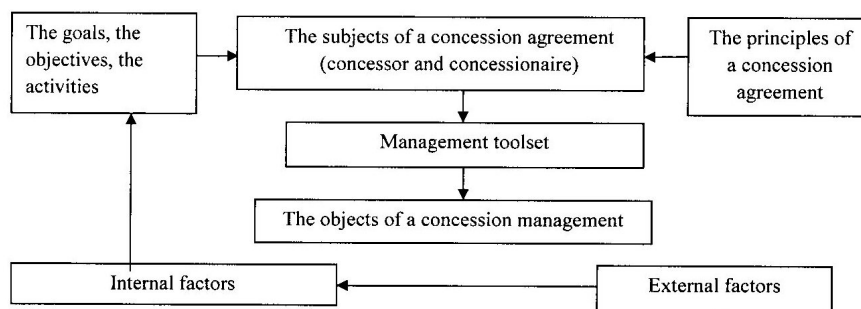 The goals, the
objectives, the
activities
The subjects of a concession agreement
(concessor and concessionaire)
The principles of
a concession
agreement
Management toolset
The objects of a concession management
Internal factors
External factors